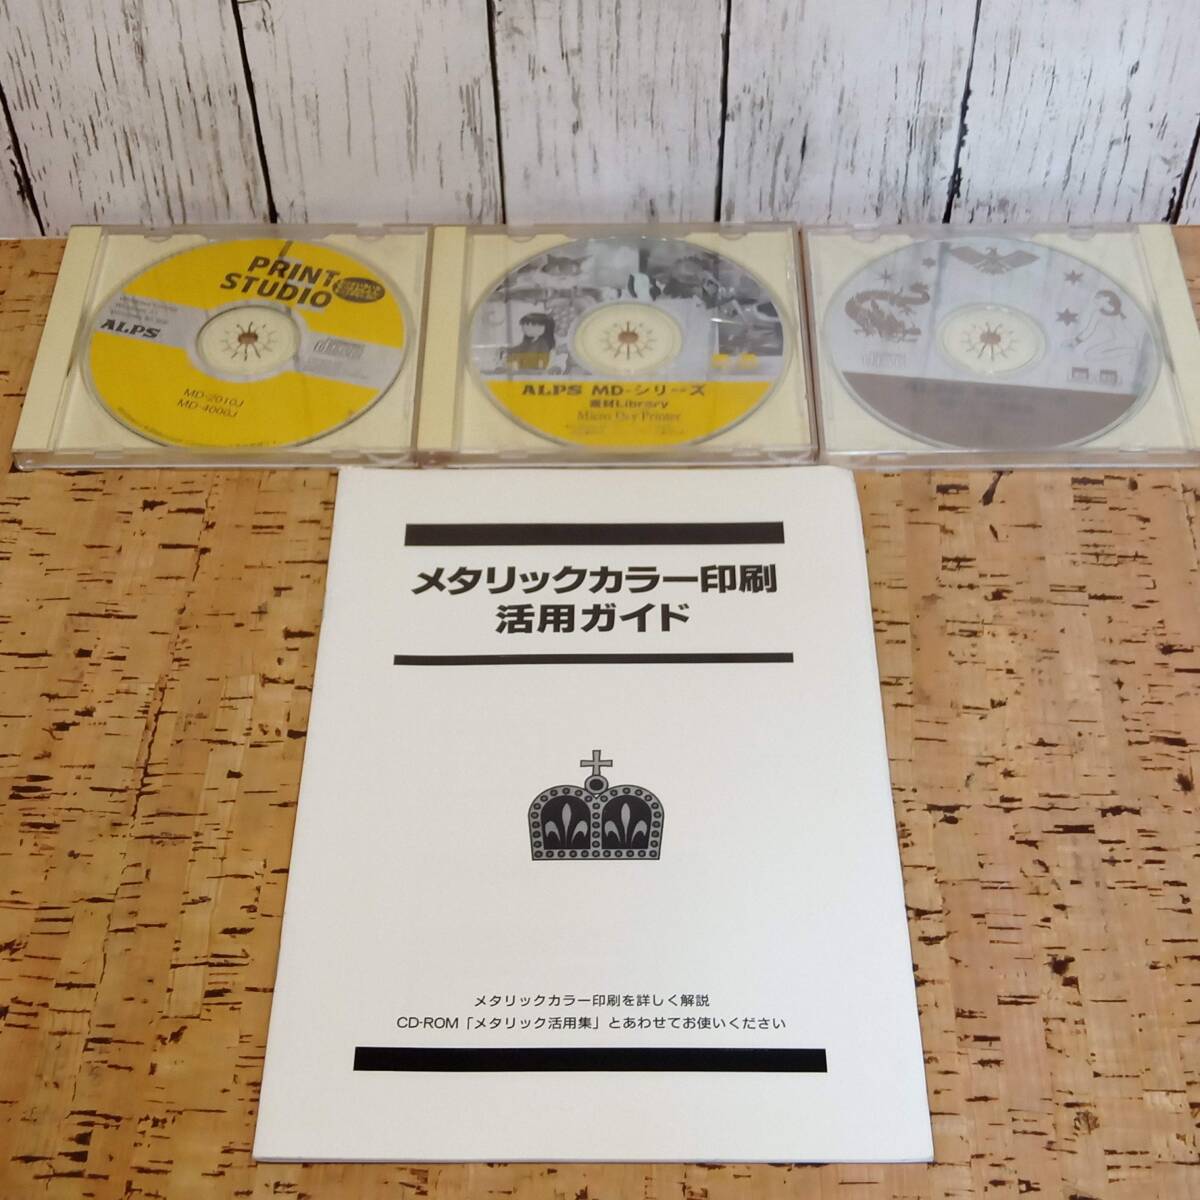 PRINT
STUDIO
ALPS
MD-2010J
MD-4000J
ALPS MD-シリーズ
素材Library
Micro Dry Printer
メタリックカラー印刷
活用ガイド
メタリックカラー印刷を詳しく解説
CD-ROM「メタリック活用集」とあわせてお使いください